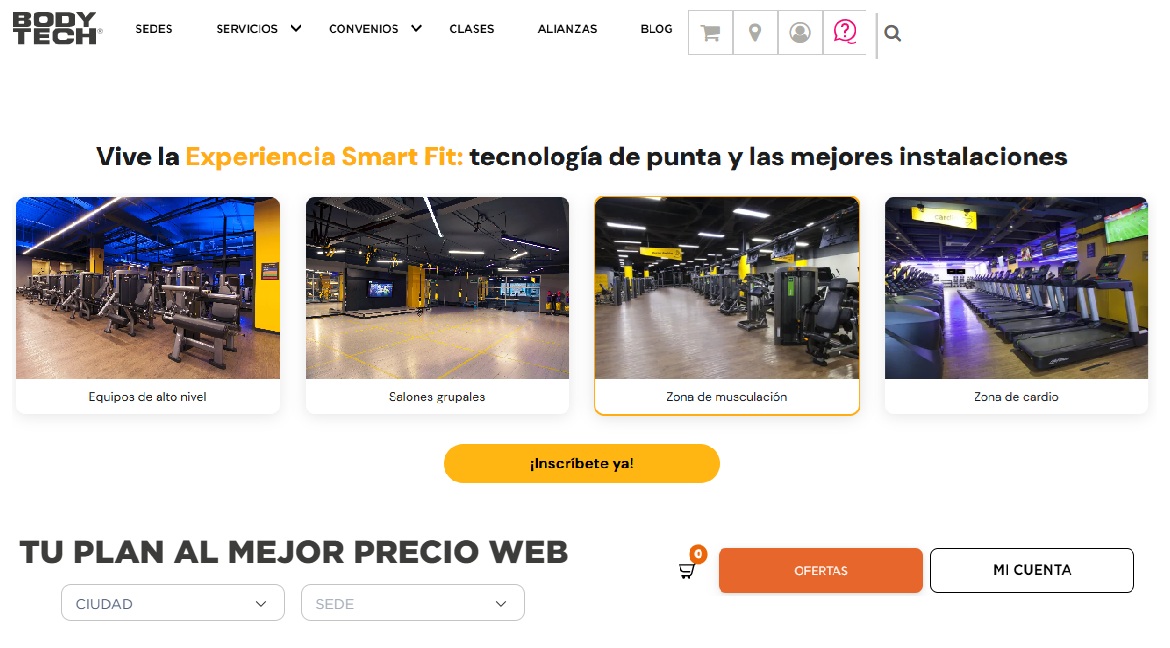 BODY
TECH®
SEDES
SERVICIOS
CONVENIOS
CLASES
ALIANZAS
BLOG
Vive la Experiencia Smart Fit: tecnología de punta y las mejores instalaciones
cardio
Equipos de alto nivel
Salones grupales
Zona de musculación
Zona de cardio
¡Inscríbete ya!
TU PLAN AL MEJOR PRECIO WEB
0
OFERTAS
MI CUENTA
CIUDAD
SEDE